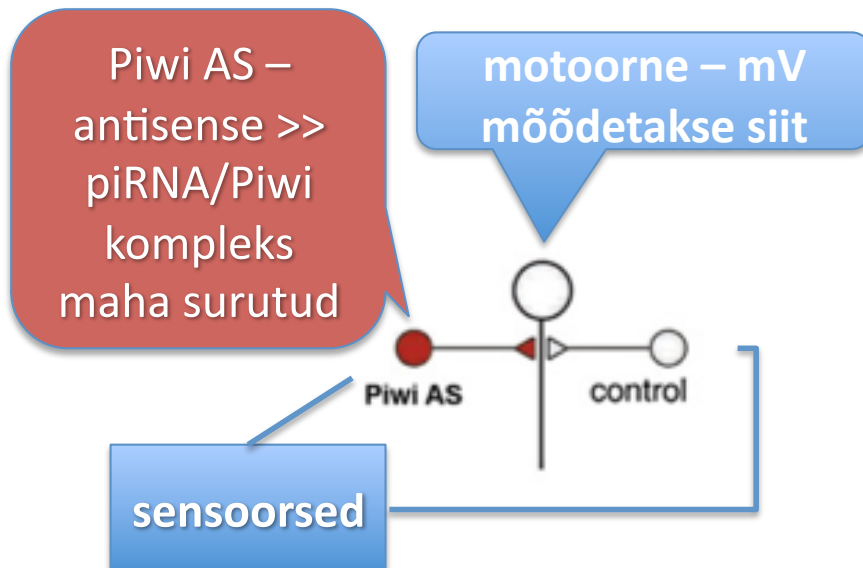 Piwi AS –
antisense >>
piRNA/Piwi
kompleks
maha surutud
motoorne – mV
mõõdetakse siit
Piwi AS
control
sensoorsed